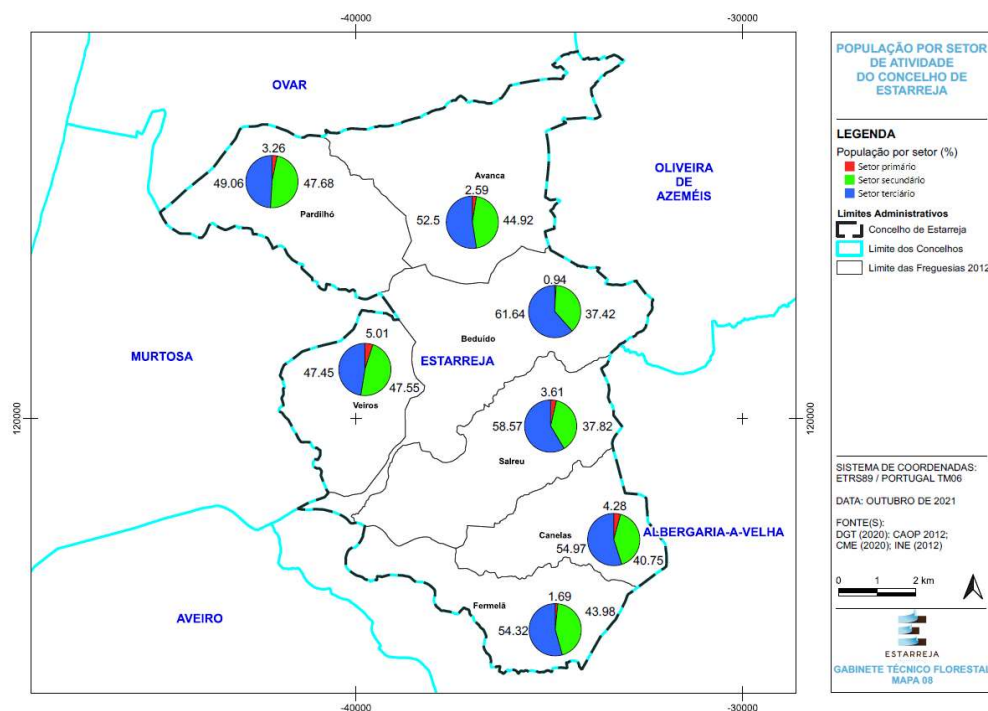 -40000
-30000
OVAR
3.26
49.06
47.68
Pardilhó
Avanca
2.59
52.5
44.92
OLIVEIRA
DE
AZEMÉIS
0.94
61.64
37.42
Beduído
MURTOSA
ESTARREJA
5.01
47.45
47.55
Veiros
3.61
58.57
37.82
Salreu
120000
120000
4.28
Canelas
54.97
40.75
ALBERGARIA-A-VELHA
AVEIRO
Fermelã
1.69
43.98
54.32
-40000
-30000
POPULAÇÃO POR SETOR
DE ATIVIDADE
DO CONCELHO DE
ESTARREJA
LEGENDA
População por setor (%)
Setor primário
Setor secundário
Setor terciário
Limites Administrativos
Concelho de Estarreja
Limite dos Concelhos
Limite das Freguesias 2012
SISTEMA DE COORDENADAS:
ETRS89 / PORTUGAL TM06
DATA: OUTUBRO DE 2021
FONTE(S):
DGT (2020): CAOP 2012;
CME (2020); INE (2012)
0 1 2 km
ESTARREJA
GABINETE TÉCNICO FLORESTAL
MAPA 08